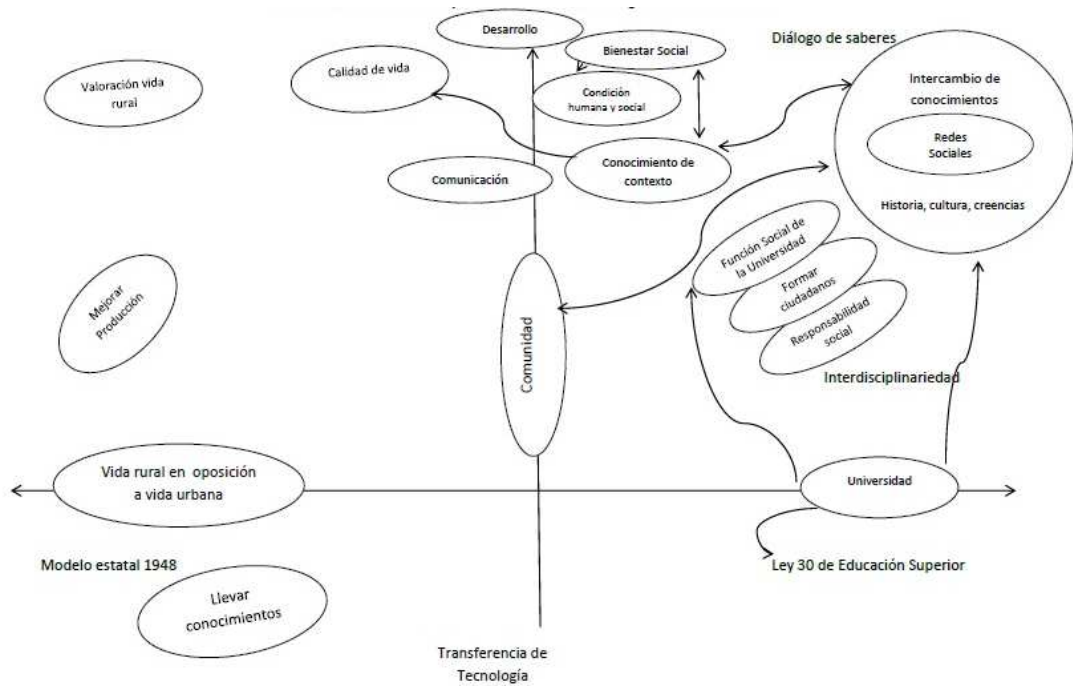 Desarrollo
Bienestar Social
Diálogo de saberes
Valoración vida
rural
Calidad de vida
Condición
humana y social
Intercambio de
conocimientos
Redes
Sociales
Comunicación
Conocimiento de
contexto
Historia, cultura, creencias
Función Social de
la Universidad
Formar
ciudadanos
Responsabilidad
social
Mejorar
Producción
Comunidad
Interdisciplinariedad
Vida rural en oposición
a vida urbana
Universidad
Modelo estatal 1948
Ley 30 de Educación Superior
Llevar
conocimientos
Transferencia de
Tecnología